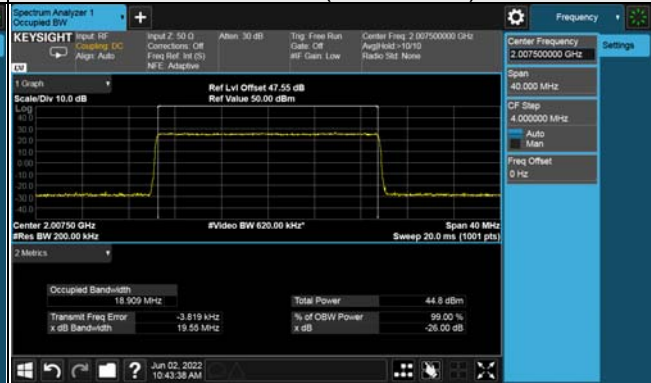 Spectrum Analyzer 1
Occupied BW
Frequency
KEYSIGHT
Input: RF
Coupling: DC
Align: Auto
Input Z: 50 Ω
Corrections: Off
Freq Ref: Int (S)
NFE: Adaptive
Atten: 30 dB
Trig: Free Run
Gate: Off
#IF Gain: Low
Center Freq: 2.007500000 GHz
Avg|Hold:>10/10
Radio Std: None
LXI
Center Frequency
2.007500000 GHz
Settings
Span
40.000 MHz
CF Step
4.000000 MHz
Auto
Man
Freq Offset
0 Hz
1 Graph
Scale/Div 10.0 dB
Ref Lvl Offset 47.55 dB
Ref Value 50.00 dBm
Log
40.0
30.0
20.0
10.0
0.00
-10.0
-20.0
-30.0
-40.0
Center 2.00750 GHz
#Res BW 200.00 kHz
#Video BW 620.00 kHz*
Span 40 MHz
Sweep 20.0 ms (1001 pts)
2 Metrics
Occupied Bandwidth
18.909 MHz
Total Power 44.8 dBm
Transmit Freq Error -3.819 kHz
% of OBW Power 99.00 %
x dB Bandwidth 19.55 MHz
x dB -26.00 dB
Jun 02, 2022
10:43:38 AM